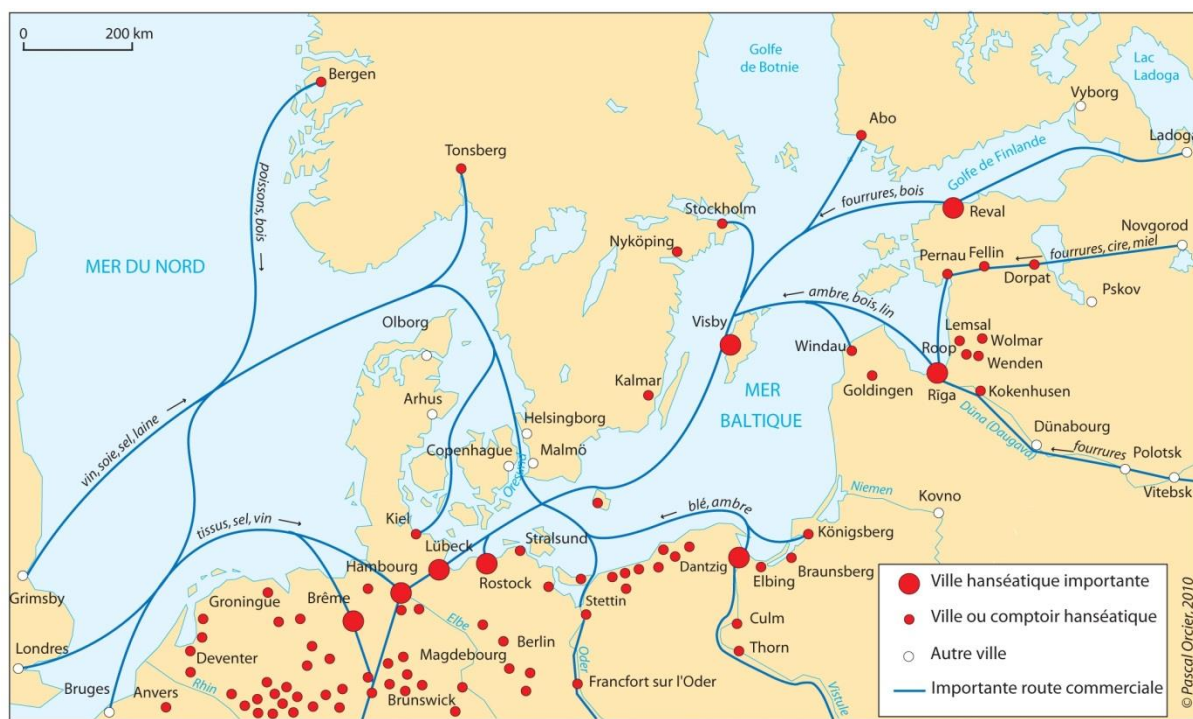 0 200 km
Bergen
Golfe
de Botnie
Lac
Ladoga
Vyborg
Abo
Ladoga
Tonsberg
poissons, bois
Golfe de Finlande
fourrures, bois
Reval
Stockholm
Nyköping
Novgorod
MER DU NORD
Pernau
Fellin
Dorpat
fourrures, cire, miel
Pskov
ambre, bois, lin
Olborg
Visby
Windau
Lemsal
Wolmar
Roop
Wenden
Kalmar
MER
BALTIQUE
Goldingen
Riga
Kokenhusen
Arhus
Helsingborg
Düna (Daugava)
Dünabourg
vin, soie, sel, laine
Copenhague
Malmö
Oresund
fourrures
Polotsk
Vitebsk
Niemen
Kovno
tissus, sel, vin
Kiel
blé, ambre
Königsberg
Lübeck
Stralsund
Hambourg
Rostock
Dantzig
Elbing
Braunsberg
Grimsby
Groningue
Brême
Stettin
Elbe
Culm
Londres
Deventer
Berlin
Magdebourg
Thorn
Oder
Rhin
Bruges
Anvers
Brunswick
Francfort sur l'Oder
Vistule
Ville hanséatique importante
Ville ou comptoir hanséatique
Autre ville
Importante route commerciale
© Pascal Orcier, 2010